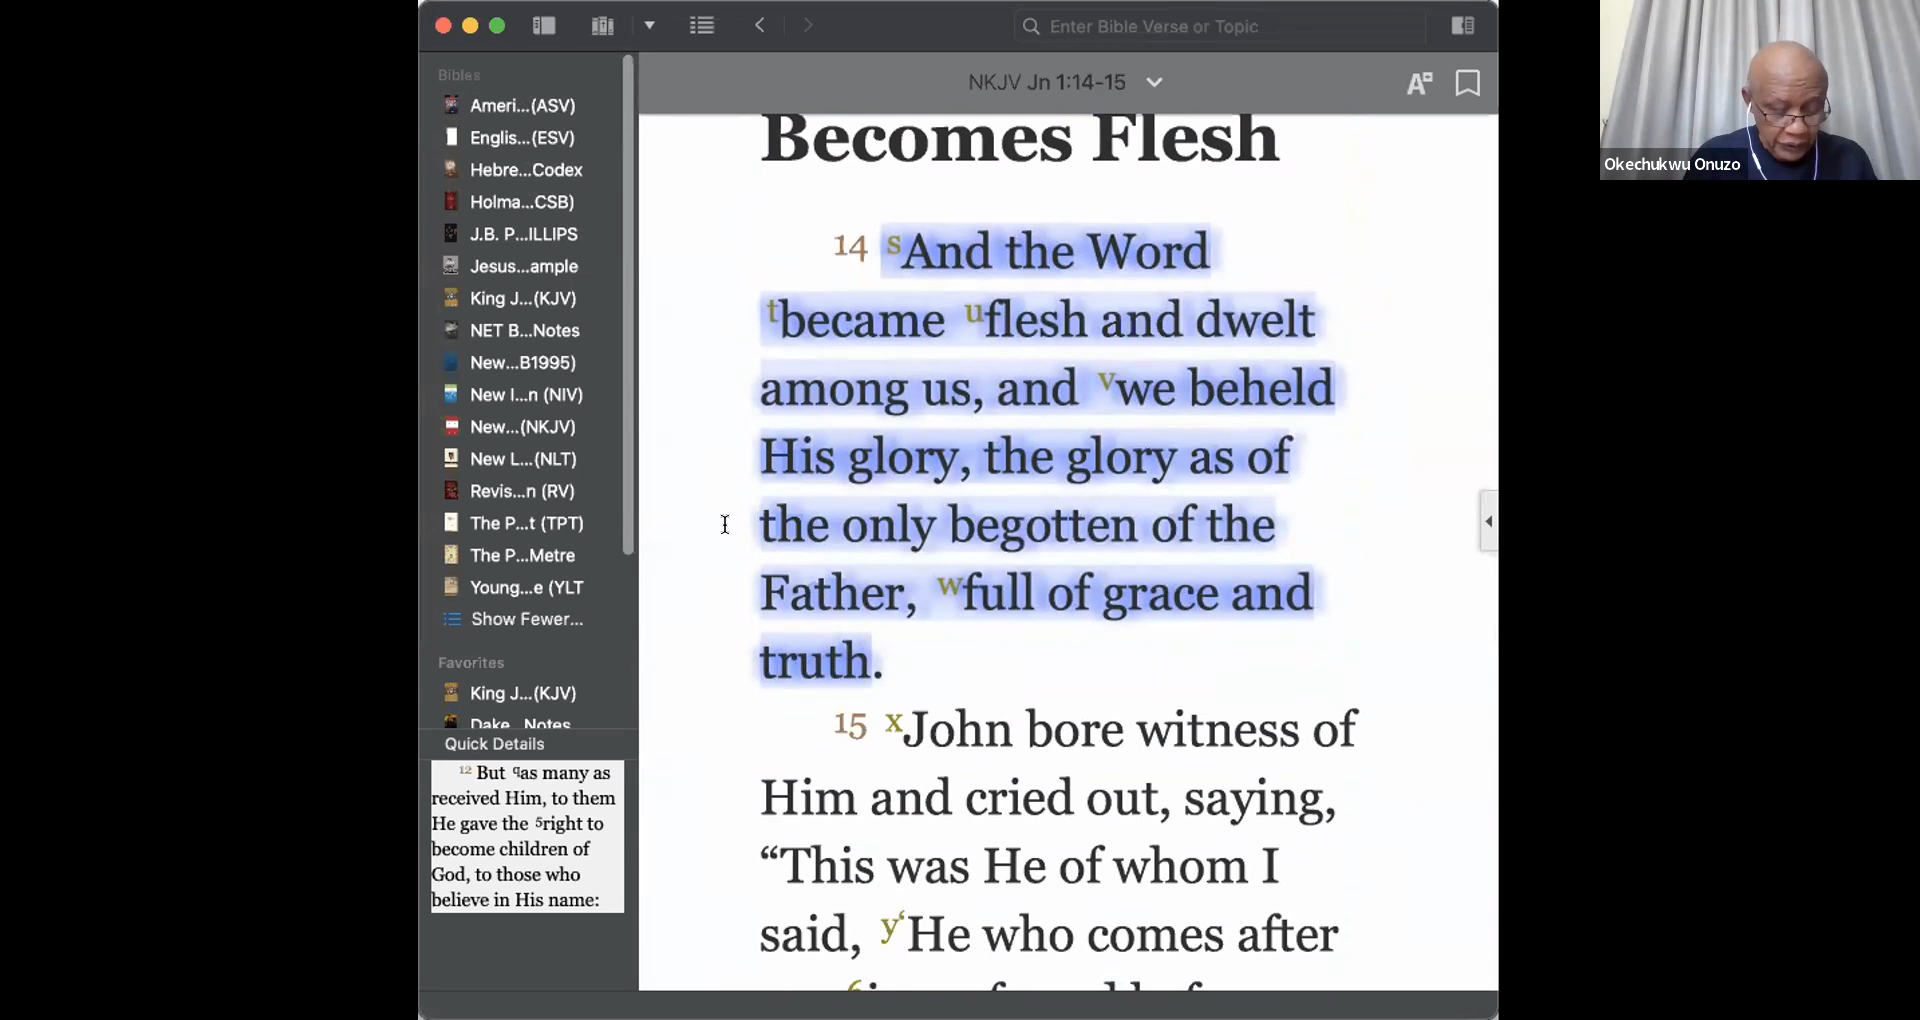 Enter Bible Verse or Topic
Bibles
Ameri...(ASV)
Englis...(ESV)
Hebre...Codex
Holma...CSB)
J.B. P...ILLIPS
Jesus...ample
King J...(KJV)
NET B...Notes
New...B1995)
New I...n (NIV)
New...(NKJV)
New L...(NLT)
Revis...n (RV)
The P...t (TPT)
The P...Metre
Young...e (YLT
Show Fewer...
Favorites
King J...(KJV)
Dake...Notes
Quick Details
12 But qas many as
received Him, to them
He gave the 5right to
become children of
God, to those who
believe in His name:
NKJV Jn 1:14-15
Becomes Flesh
14 sAnd the Word
tbecame uflesh and dwelt
among us, and vwe beheld
His glory, the glory as of
the only begotten of the
Father, wfull of grace and
truth.
15 xJohn bore witness of
Him and cried out, saying,
“This was He of whom I
said, y‘He who comes after
Okechukwu Onuzo